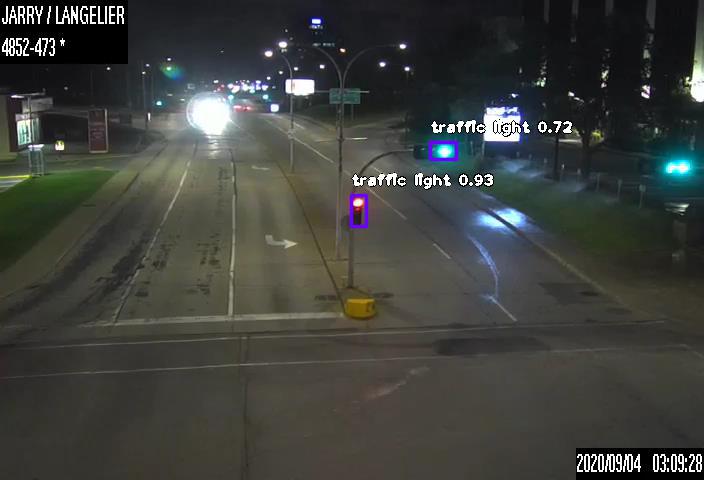 JARRY / LANGELIER
4852-473 *
traffic light 0.72
traffic light 0.93
2020/09/04 03:09:28